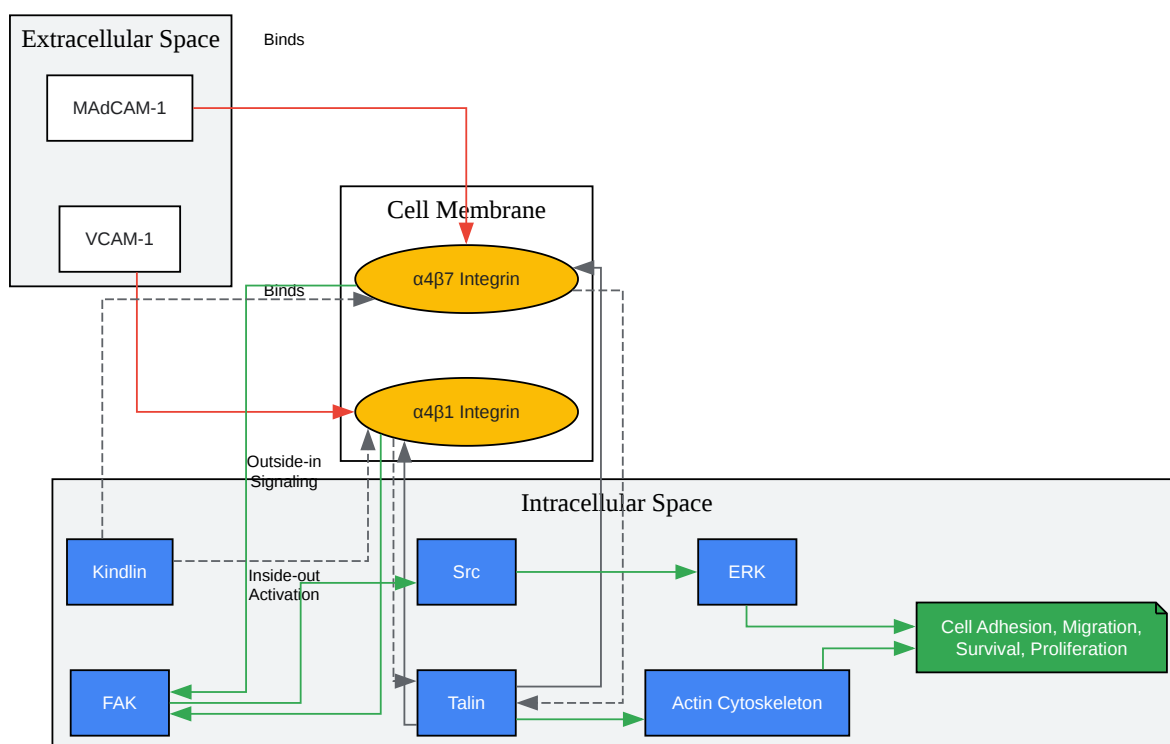 Extracellular Space
Binds
MAdCAM-1
VCAM-1
Cell Membrane
α4β7 Integrin
Binds
α4β1 Integrin
Outside-in
Signaling
Intracellular Space
Kindlin
Inside-out
Activation
Src
ERK
Cell Adhesion, Migration,
Survival, Proliferation
FAK
Talin
Actin Cytoskeleton